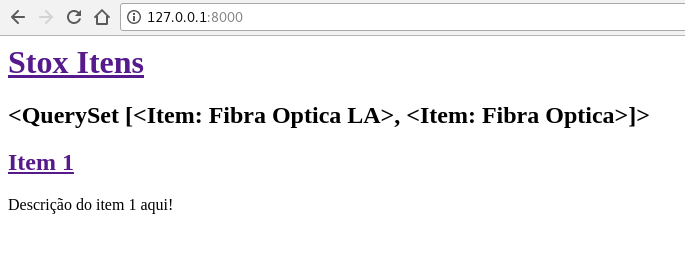 127.0.0.1:8000
Stox Itens
<QuerySet [<Item: Fibra Optica LA>, <Item: Fibra Optica>]>
Item 1
Descrição do item 1 aqui!